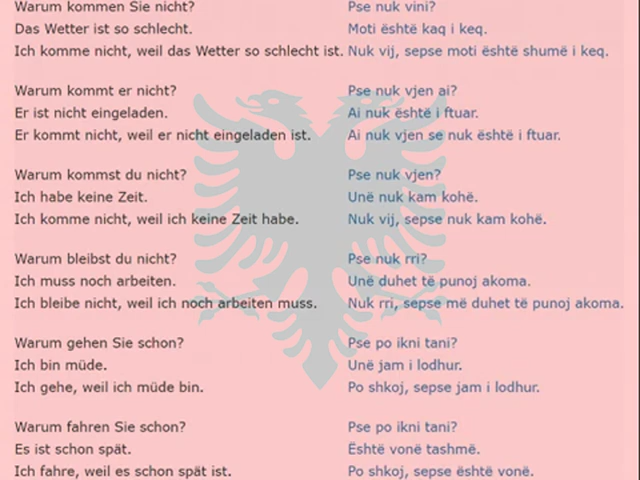 Warum kommen Sie nicht? Pse nuk vini?
Das Wetter ist so schlecht. Moti është kaq i keq.
Ich komme nicht, weil das Wetter so schlecht ist. Nuk vij, sepse moti është shumë i keq.
Warum kommt er nicht? Pse nuk vjen ai?
Er ist nicht eingeladen. Ai nuk është i ftuar.
Er kommt nicht, weil er nicht eingeladen ist. Ai nuk vjen se nuk është i ftuar.
Warum kommst du nicht? Pse nuk vjen?
Ich habe keine Zeit. Unë nuk kam kohë.
Ich komme nicht, weil ich keine Zeit habe. Nuk vij, sepse nuk kam kohë.
Warum bleibst du nicht? Pse nuk rri?
Ich muss noch arbeiten. Unë duhet të punoj akoma.
Ich bleibe nicht, weil ich noch arbeiten muss. Nuk rri, sepse më duhet të punoj akoma.
Warum gehen Sie schon? Pse po ikni tani?
Ich bin müde. Unë jam i lodhur.
Ich gehe, weil ich müde bin. Po shkoj, sepse jam i lodhur.
Warum fahren Sie schon? Pse po ikni tani?
Es ist schon spät. Është vonë tashmë.
Ich fahre, weil es schon spät ist. Po shkoj, sepse është vonë.